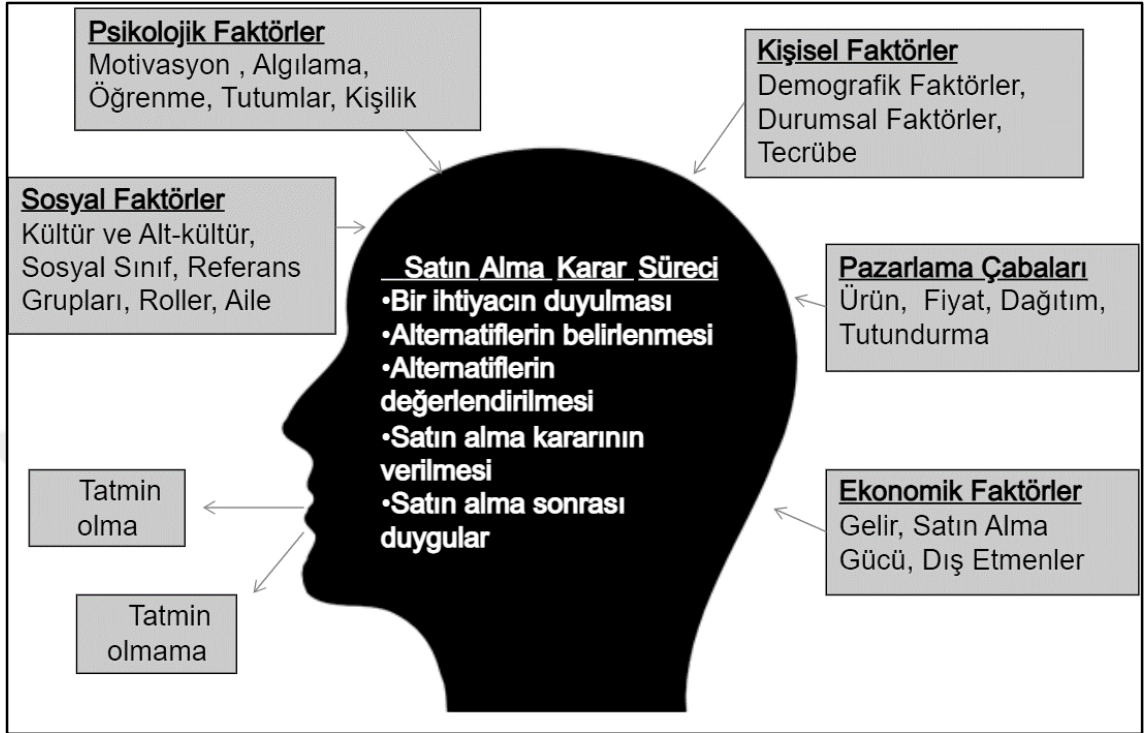 Psikolojik Faktörler
Motivasyon , Algılama,
Öğrenme, Tutumlar, Kişilik
Kişisel Faktörler
Demografik Faktörler,
Durumsal Faktörler,
Tecrübe
Sosyal Faktörler
Kültür ve Alt-kültür,
Sosyal Sınıf, Referans
Grupları, Roller, Aile
Satın Alma Karar Süreci
•Bir ihtiyacın duyulması
•Alternatiflerin belirlenmesi
•Alternatiflerin
değerlendirilmesi
•Satın alma kararının
verilmesi
•Satın alma sonrası
duygular
Pazarlama Çabaları
Ürün, Fiyat, Dağıtım,
Tutundurma
Ekonomik Faktörler
Gelir, Satın Alma
Gücü, Dış Etmenler
Tatmin
olma
Tatmin
olmama